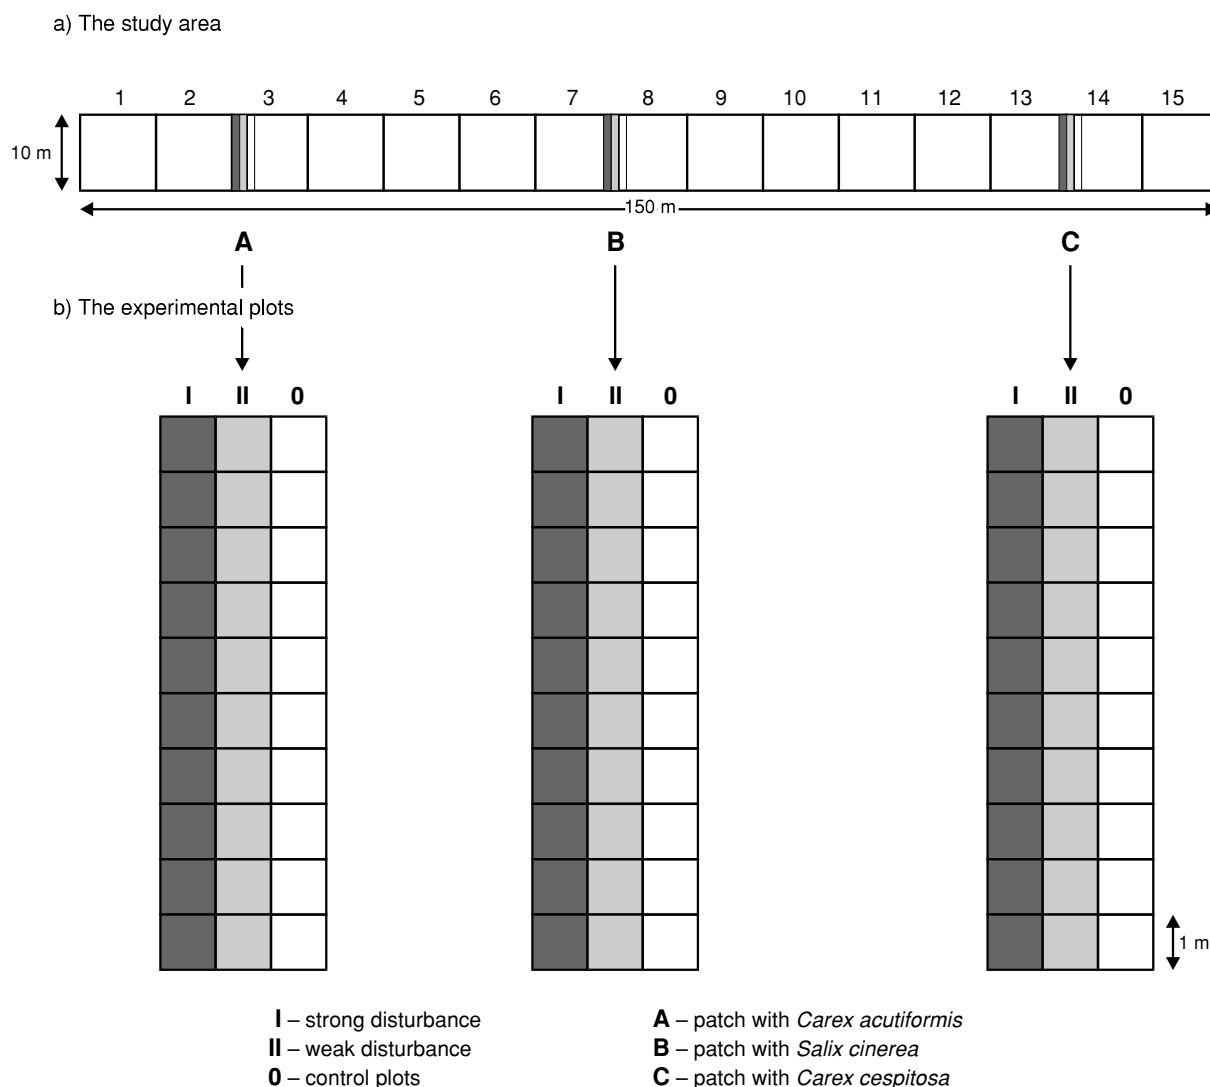 a) The study area
1 2 3 4 5 6 7 8 9 10 11 12 13 14 15
10 m
150 m
A B C
b) The experimental plots
I II 0 I II 0 I II 0
1 m
I – strong disturbance
II – weak disturbance
0 – control plots
A – patch with Carex acutiformis
B – patch with Salix cinerea
C – patch with Carex cespitosa